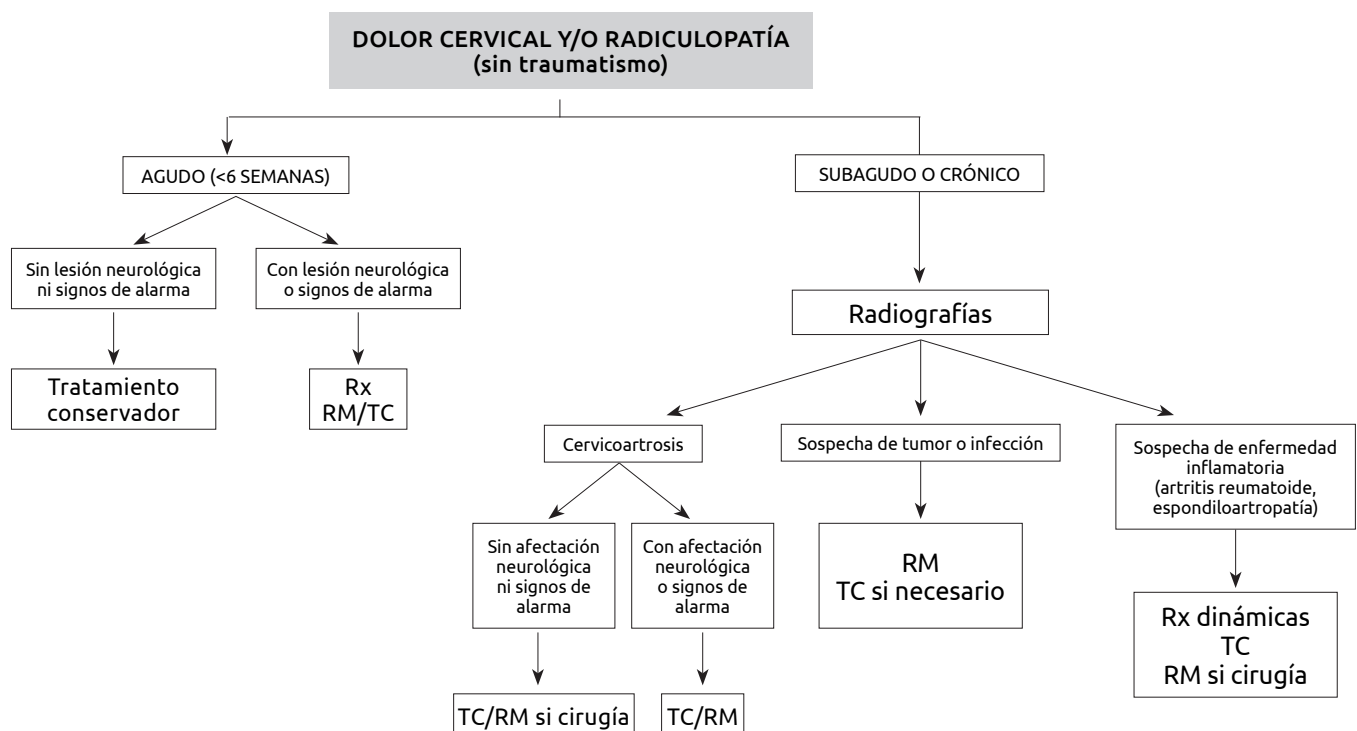 DOLOR CERVICAL Y/O RADICULOPATÍA
(sin traumatismo)
AGUDO (<6 SEMANAS)
SUBAGUDO O CRÓNICO
Sin lesión neurológica
ni signos de alarma
Con lesión neurológica
o signos de alarma
Tratamiento
conservador
Rx
RM/TC
Radiografías
Cervicoartrosis
Sospecha de tumor o infección
Sospecha de enfermedad
inflamatoria
(artritis reumatoide,
espondiloartropatía)
Sin afectación
neurológica
ni signos de
alarma
Con afectación
neurológica
o signos de
alarma
RM
TC si necesario
Rx dinámicas
TC
RM si cirugía
TC/RM si cirugía
TC/RM